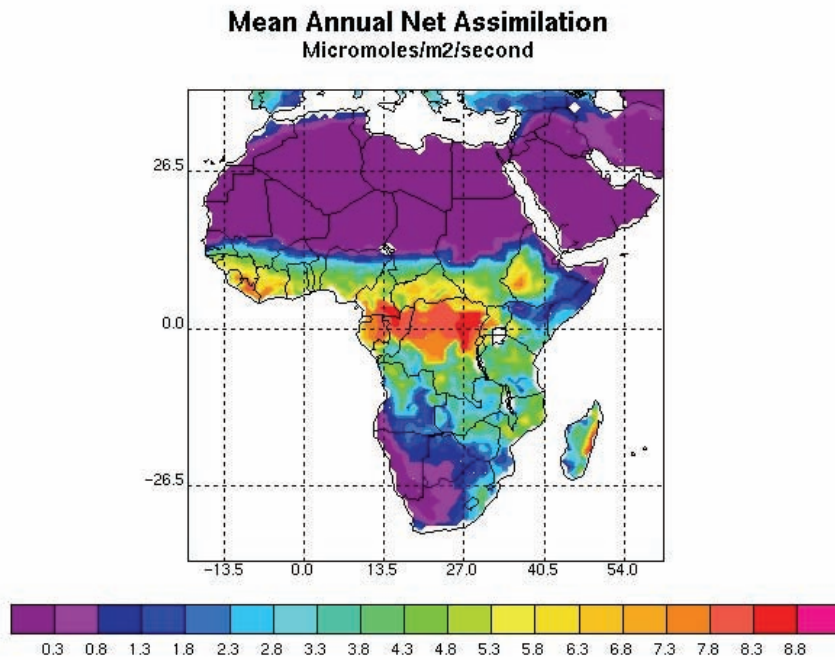 Mean Annual Net Assimilation
Micromoles/m2/second
26.5
0.0
−26.5
−13.5 0.0 13.5 27.0 40.5 54.0
0.3 0.8 1.3 1.8 2.3 2.8 3.3 3.8 4.3 4.8 5.3 5.8 6.3 6.8 7.3 7.8 8.3 8.8